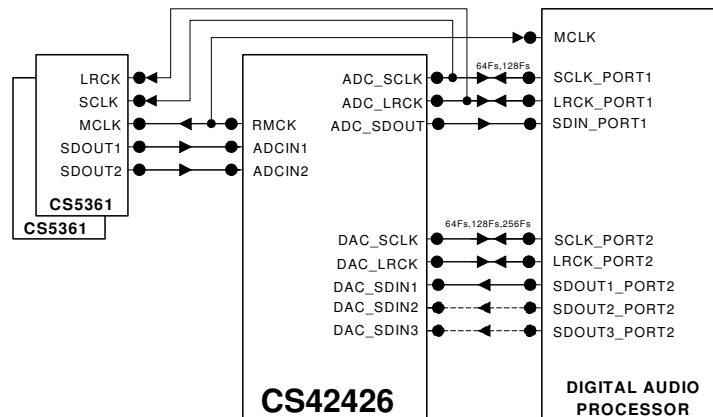 MCLK
64Fs,128Fs
LRCK
ADC_SCLK
SCLK_PORT1
SCLK
ADC_LRCK
LRCK_PORT1
MCLK
RMCK
ADC_SDOUT
SDIN_PORT1
SDOUT1
ADCIN1
SDOUT2
ADCIN2
CS5361
CS5361
64Fs,128Fs,256Fs
DAC_SCLK
SCLK_PORT2
DAC_LRCK
LRCK_PORT2
DAC_SDIN1
SDOUT1_PORT2
DAC_SDIN2
SDOUT2_PORT2
DAC_SDIN3
SDOUT3_PORT2
CS42426
DIGITAL AUDIO
PROCESSOR